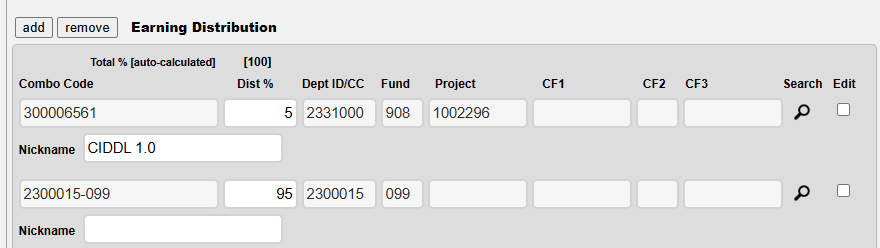 add remove Earning Distribution
Total % [auto-calculated] [100]
Combo Code Dist % Dept ID/CC Fund Project CF1 CF2 CF3 Search Edit
300006561 5 2331000 908 1002296
Nickname CIDDL 1.0
2300015-099 95 2300015 099
Nickname